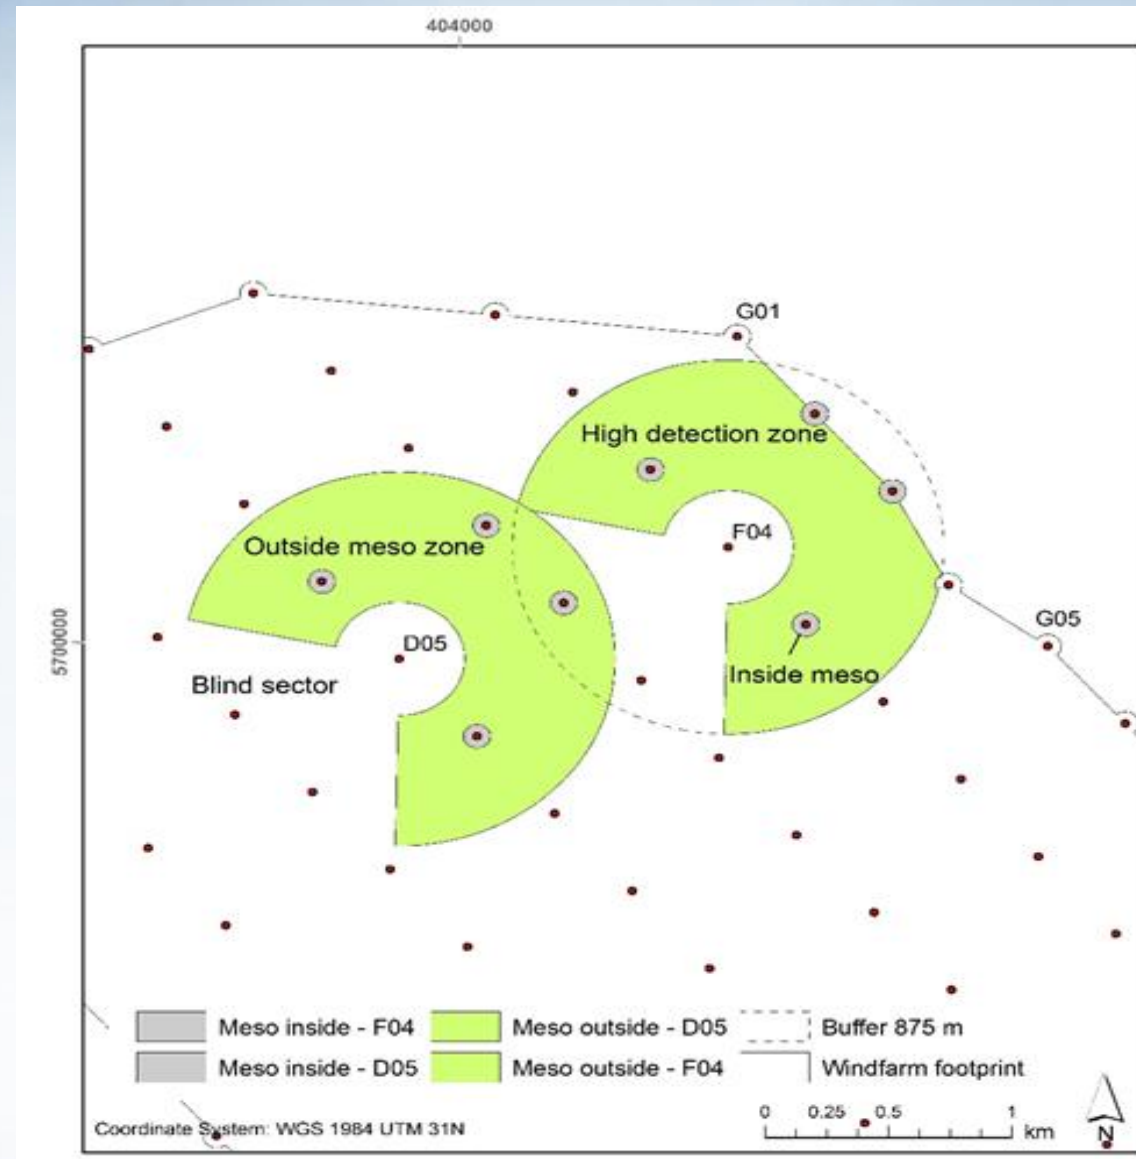 404000
G01
High detection zone
F04
Outside meso zone
5700000
D05
G05
Inside meso
Blind sector
Meso inside - F04
Meso outside - D05
Buffer 875 m
Meso inside - D05
Meso outside - F04
Windfarm footprint
0 0.25 0.5 1
km
N
Coordinate System: WGS 1984 UTM 31N